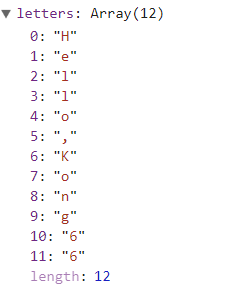 ▼ letters: Array(12)
0: "H"
1: "e"
2: "l"
3: "l"
4: "o"
5: ","
6: "K"
7: "o"
8: "n"
9: "g"
10: "6"
11: "6"
length: 12